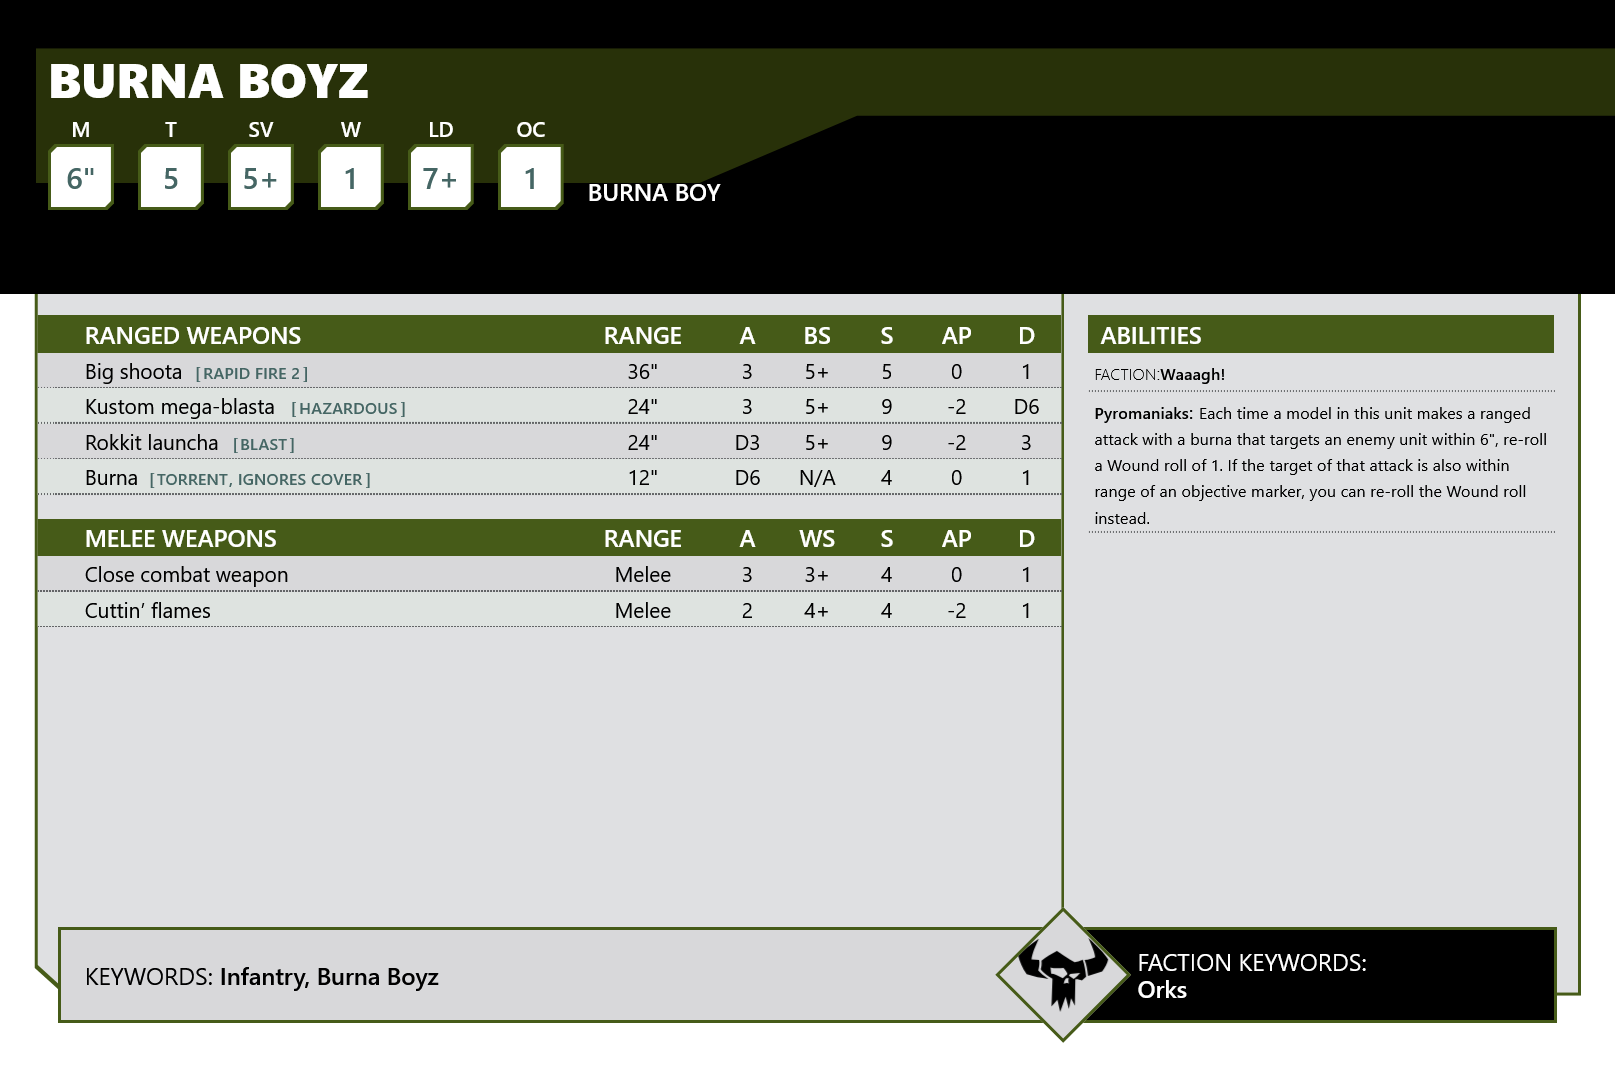 BURNA BOYZ
M T SV W LD OC
6" 5 5+ 1 7+ 1 BURNA BOY
RANGED WEAPONS RANGE A BS S AP D
Big shoota [RAPID FIRE 2] 36" 3 5+ 5 0 1
Kustom mega-blasta [HAZARDOUS] 24" 3 5+ 9 -2 D6
Rokkit launcha [BLAST] 24" D3 5+ 9 -2 3
Burna [TORRENT, IGNORES COVER] 12" D6 N/A 4 0 1
MELEE WEAPONS RANGE A WS S AP D
Close combat weapon Melee 3 3+ 4 0 1
Cuttin’ flames Melee 2 4+ 4 -2 1
ABILITIES
FACTION:Waaagh!
Pyromaniaks: Each time a model in this unit makes a ranged
attack with a burna that targets an enemy unit within 6", re-roll
a Wound roll of 1. If the target of that attack is also within
range of an objective marker, you can re-roll the Wound roll
instead.
KEYWORDS: Infantry, Burna Boyz
FACTION KEYWORDS:
Orks